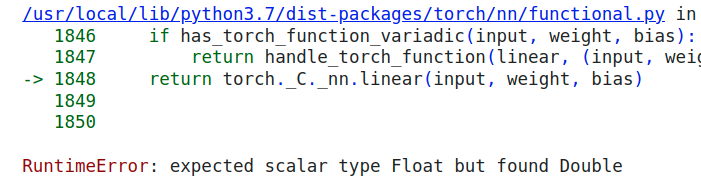 /usr/local/lib/python3.7/dist-packages/torch/nn/functional.py in
1846     if has_torch_function_variadic(input, weight, bias):
1847         return handle_torch_function(linear, (input,
-> 1848     return torch._C._nn.linear(input, weight, bias)
1849
1850
RuntimeError: expected scalar type Float but found Double